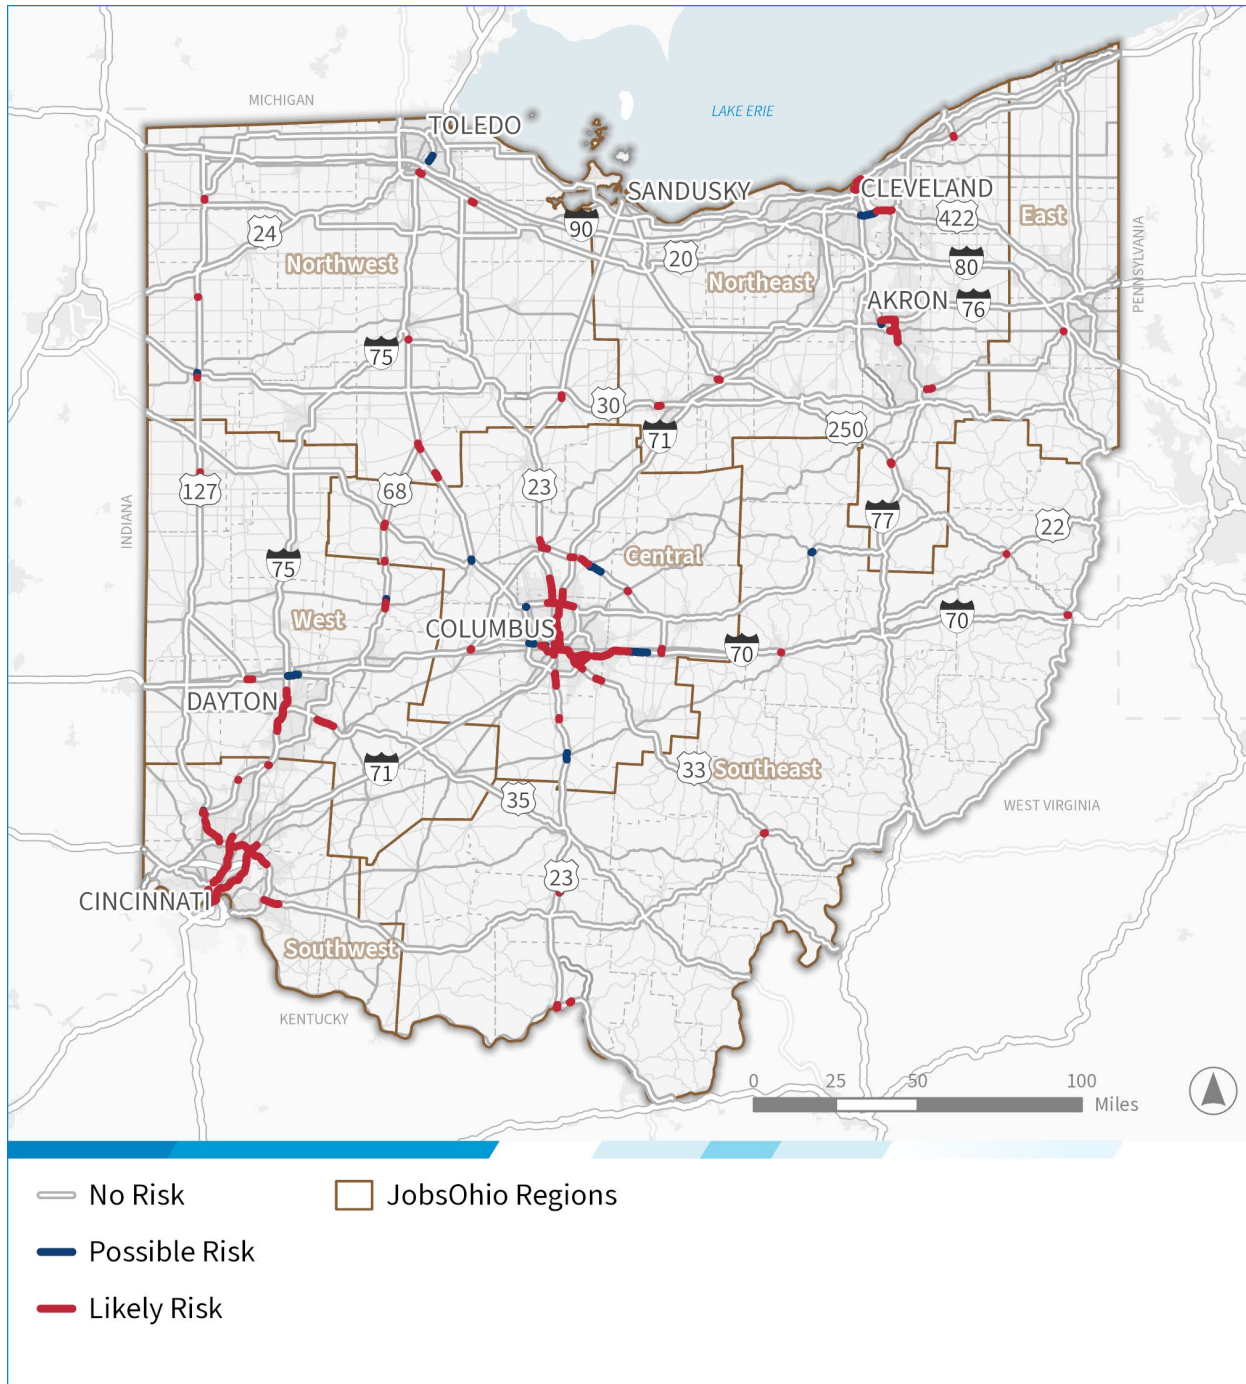 MICHIGAN
LAKE ERIE
TOLEDO
SANDUSKY
CLEVELAND
422
East
90
24
20
80
Northwest
Northeast
PENNSYLVANIA
AKRON
76
75
30
250
71
127
68
23
INDIANA
77
22
Central
75
West
COLUMBUS
70
70
DAYTON
71
33
Southeast
35
WEST VIRGINIA
23
CINCINNATI
Southwest
KENTUCKY
0 25 50 100
Miles
No Risk
JobsOhio Regions
Possible Risk
Likely Risk